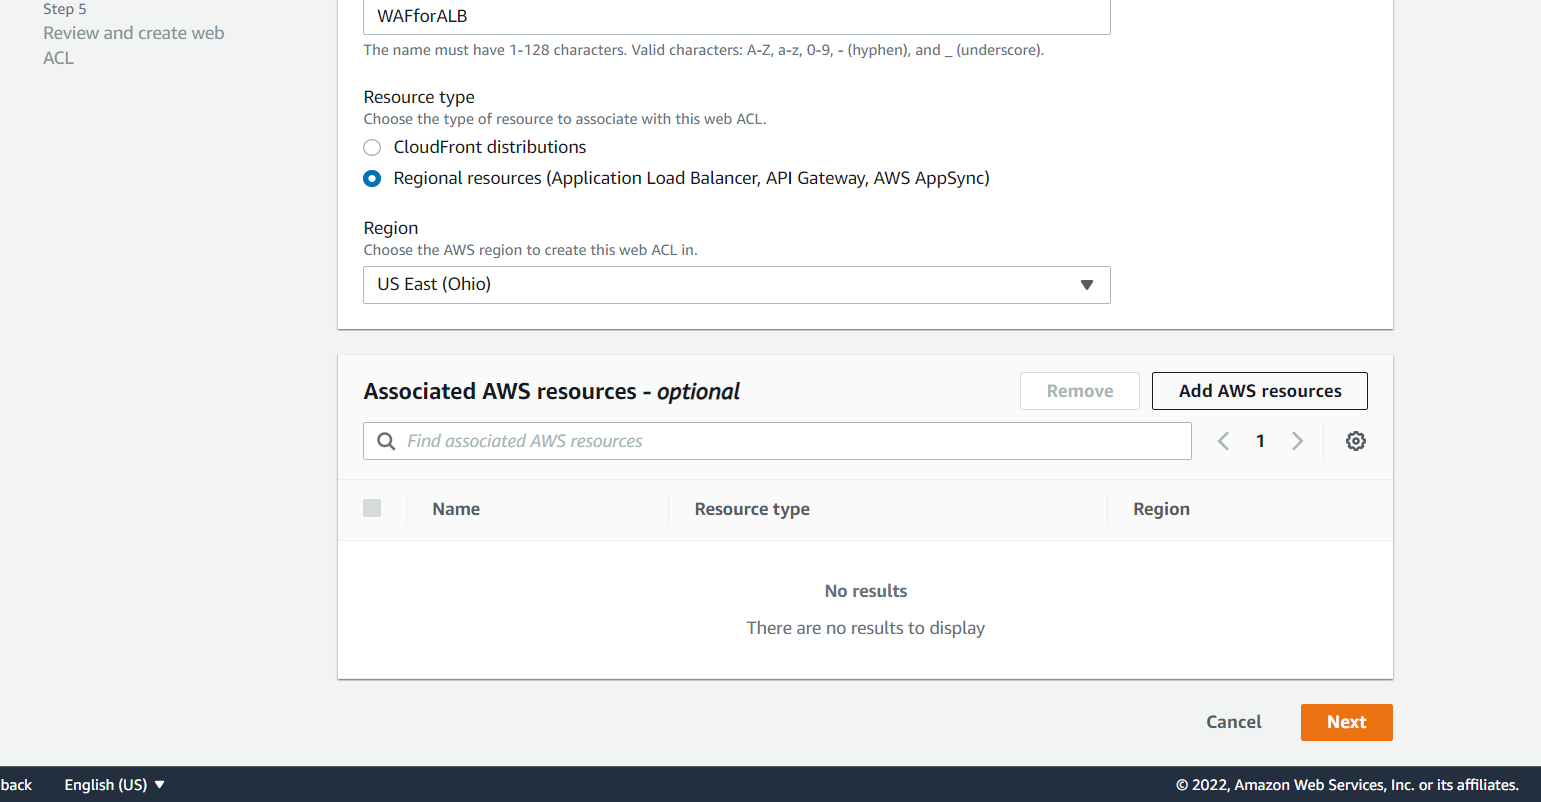 Step 5
Review and create web
ACL
WAFforALB
The name must have 1-128 characters. Valid characters: A-Z, a-z, 0-9, - (hyphen), and _ (underscore).
Resource type
Choose the type of resource to associate with this web ACL.
CloudFront distributions
Regional resources (Application Load Balancer, API Gateway, AWS AppSync)
Region
Choose the AWS region to create this web ACL in.
US East (Ohio)
Associated AWS resources - optional
Remove
Add AWS resources
Find associated AWS resources
1
Name
Resource type
Region
No results
There are no results to display
Cancel
Next
back
English (US)
© 2022, Amazon Web Services, Inc. or its affiliates.